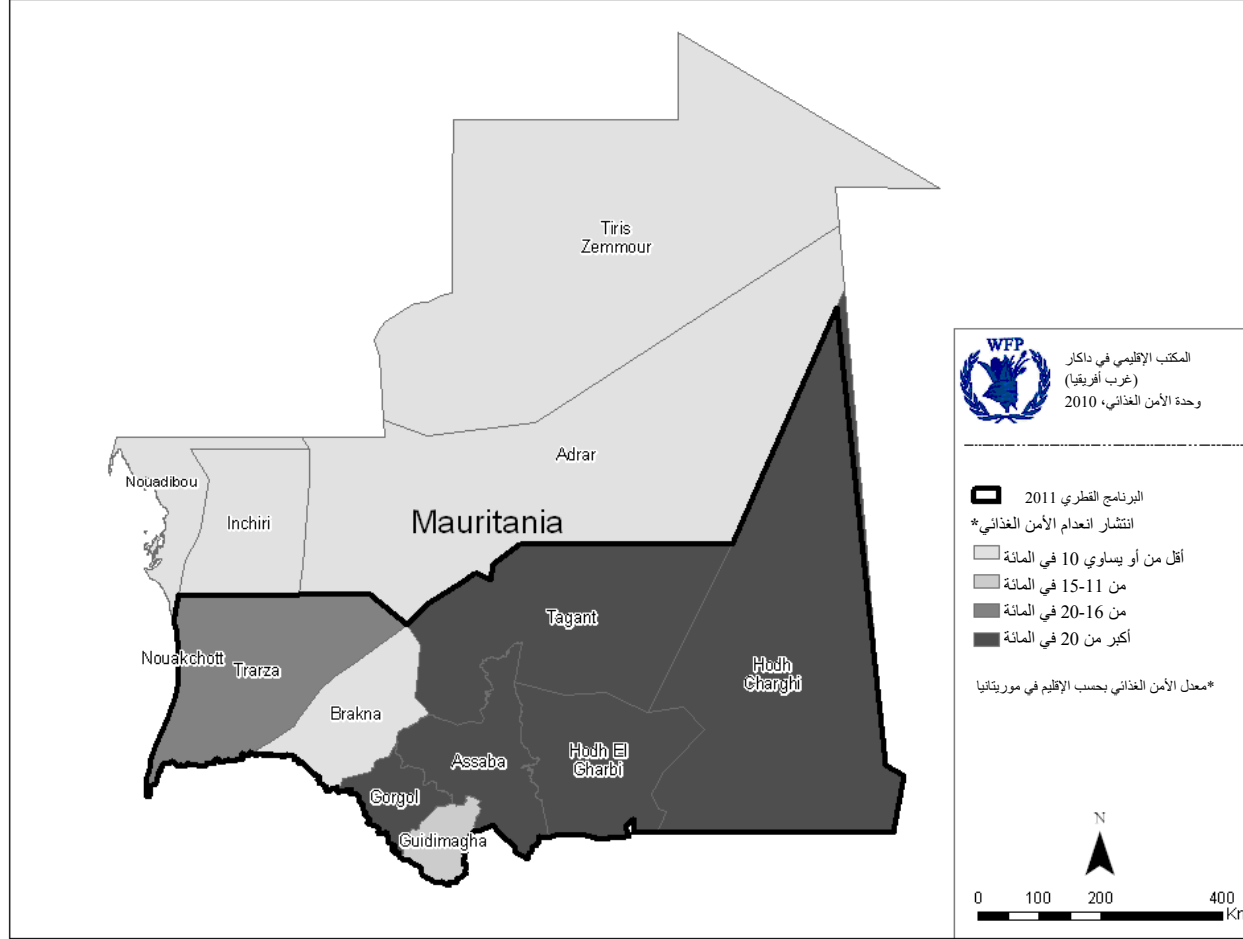 Tiris
Zemmour
Adrar
Nouadibou
Inchiri
Mauritania
Tagant
Nouakchott
Trarza
Hodh
Charghi
Brakna
Hodh El
Gharbi
Assaba
Gorgol
Guidimagha
WFP
المكتب الإقليمي في داكار
(غرب أفريقيا)
وحدة الأمن الغذائي، 2010
البرنامج القطري 2011
انتشار انعدام الأمن الغذائي*
أقل من أو يساوي 10 في المائة
من 11-15 في المائة
من 16-20 في المائة
أكبر من 20 في المائة
*معدل الأمن الغذائي بحسب الإقليم في موريتانيا
N
0 100 200 400
Km